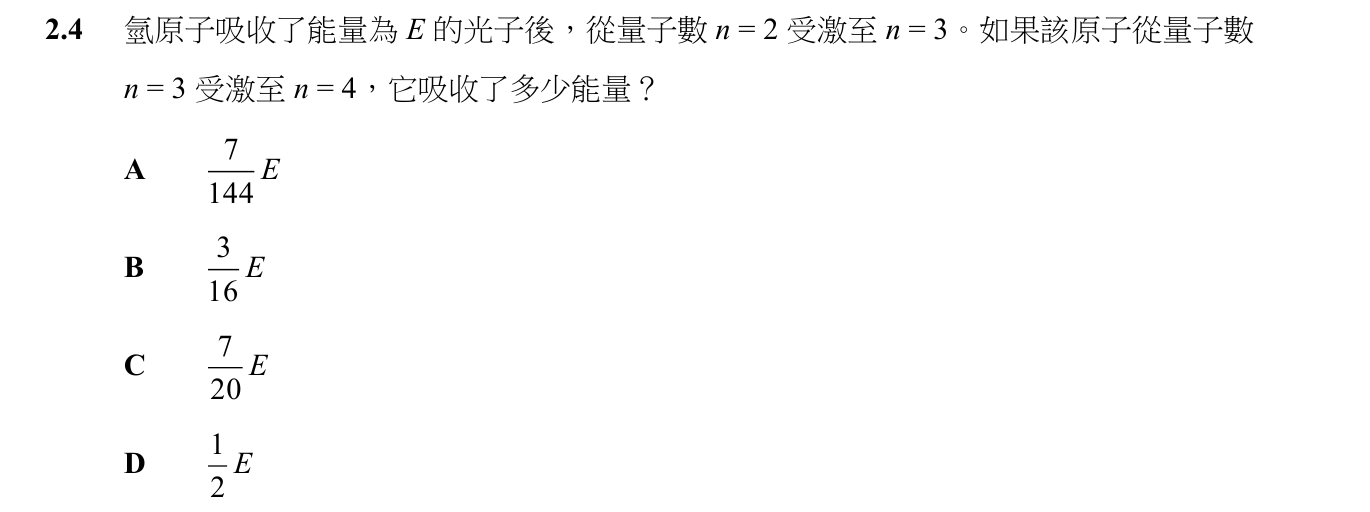 2.4 氫原子吸收了能量為 E 的光子後，從量子數 n = 2 受激至 n = 3。如果該原子從量子數
n = 3 受激至 n = 4，它吸收了多少能量？
A 7/144 E
B 3/16 E
C 7/20 E
D 1/2 E